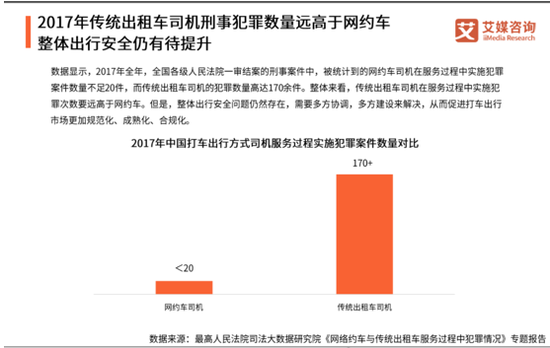 2017年传统出租车司机刑事犯罪数量远高于网约车
整体出行安全仍有待提升
艾 艾媒咨询
iiMedia Research
数据显示，2017年全年，全国各级人民法院一审结案的刑事案件中，被统计到的网约车司机在服务过程中实施犯罪
案件数量不足20件，而传统出租车司机的犯罪数量高达170余件。整体来看，传统出租车司机在服务过程中实施犯
罪次数要远高于网约车。但是，整体出行安全问题仍然存在，需要多方协调，多方建设来解决，从而促进打车出行
市场更加规范化、成熟化、合规化。
2017年中国打车出行方式司机服务过程实施犯罪案件数量对比
170+
＜20
网约车司机
传统出租车司机
数据来源：最高人民法院司法大数据研究院《网络约车与传统出租车服务过程中犯罪情况》专题报告